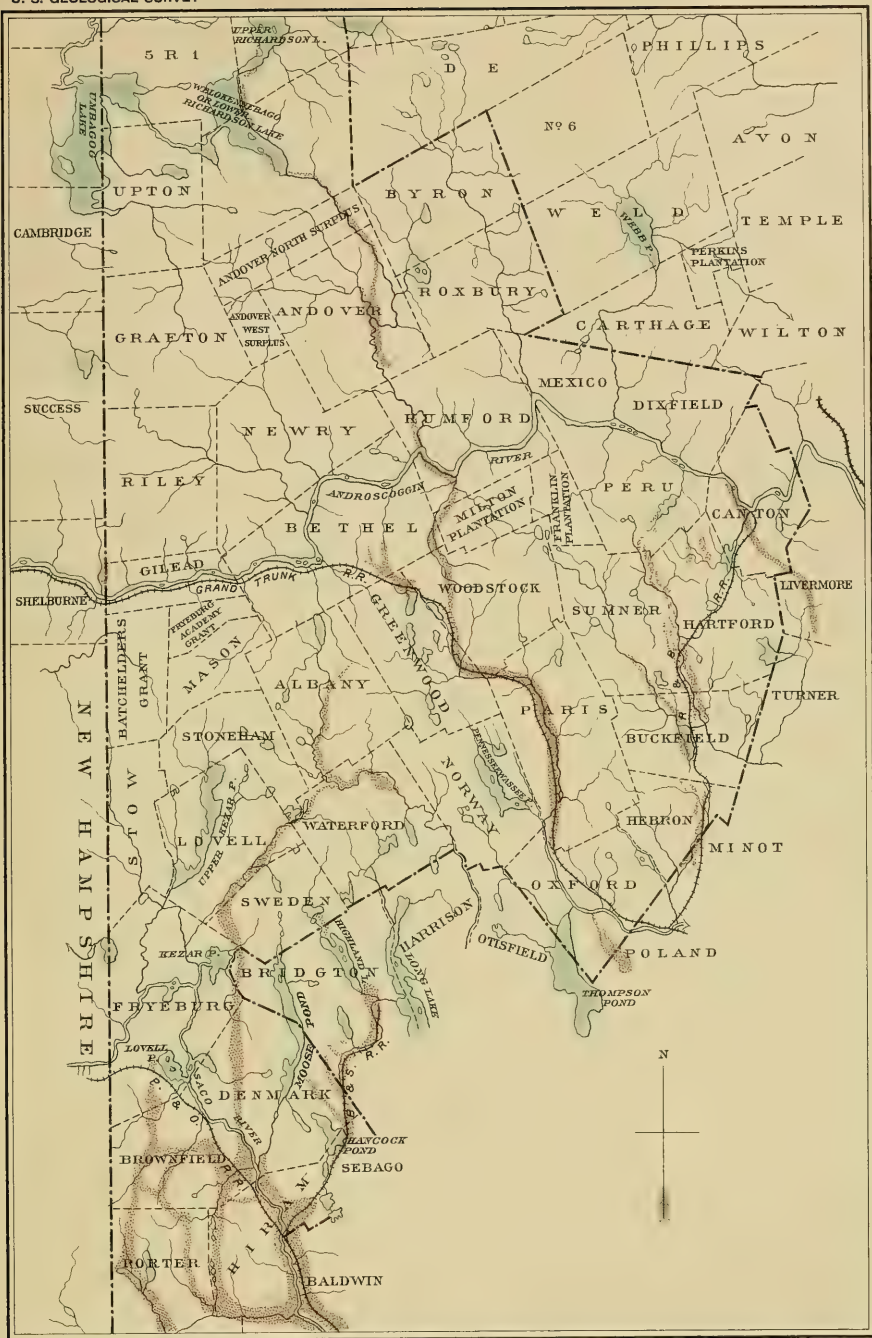 U. S. GEOLOGICAL SURVEY
UPPER
RICHARDSON L.
5 R 1
D E
PHILLIPS
WELOKENNEBAGO
OR LOWER
RICHARDSON LAKE
UMBAGOG
LAKE
Nº 6
AVON
UPTON
BYRON
WELD
WEBB P.
TEMPLE
CAMBRIDGE
ANDOVER NORTH SURPLUS
PERKINS
PLANTATION
ROXBURY
ANDOVER
ANDOVER
WEST
SURPLUS
GRAFTON
CARTHAGE
WILTON
MEXICO
SUCCESS
DIXFIELD
RUMFORD
NEWRY
RIVER
RILEY
ANDROSCOGGIN
PERU
MILTON
PLANTATION
FRANKLIN
PLANTATION
CANTON
BETHEL
GILEAD
GRAND TRUNK R.R.
SHELBURNE
WOODSTOCK
LIVERMORE
R.R.
FRYEBURG
ACADEMY
GRANT
SUMNER
HARTFORD
BATCHELDERS
GRANT
MASON
GREENWOOD
ALBANY
B.
&
R.
TURNER
PARIS
STONEHAM
BUCKFIELD
NEW HAMPSHIRE
PENNESSEEWASSEE P.
NORWAY
STOW
UPPER KEZAR P.
LOVELL
WATERFORD
HEBRON
MINOT
OXFORD
SWEDEN
HARRISON
HIGHLAND L.
OTISFIELD
POLAND
KEZAR P.
BRIDGTON
LONG LAKE
THOMPSON
POND
FRYEBURG
MOOSE POND
LOVELL
P.
B. & S. R.R.
N
SACO RIVER
DENMARK
P. & O. R.R.
HANCOCK
POND
BROWNFIELD
SEBAGO
HIRAM
PORTER
BALDWIN